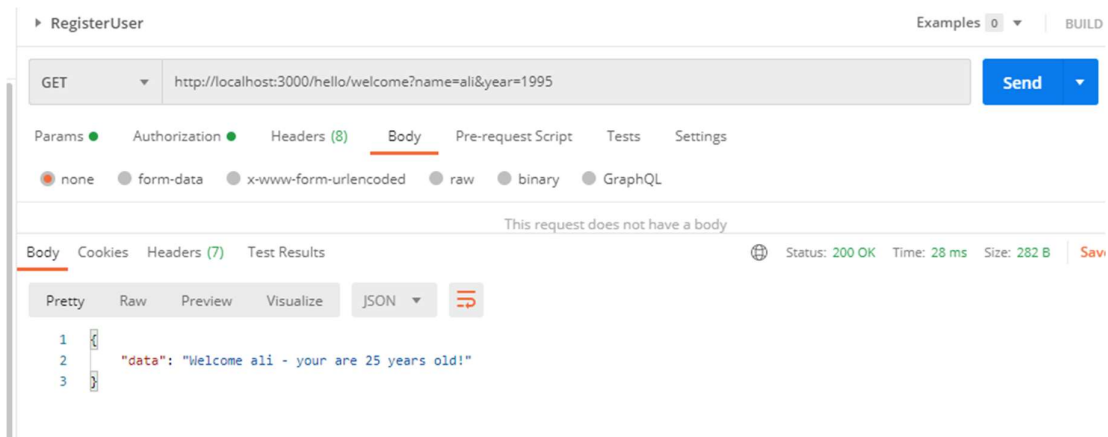 RegisterUser
Examples 0
BUILD
GET
http://localhost:3000/hello/welcome?name=ali&year=1995
Send
Params
Authorization
Headers (8)
Body
Pre-request Script
Tests
Settings
none
form-data
x-www-form-urlencoded
raw
binary
GraphQL
This request does not have a body
Body
Cookies
Headers (7)
Test Results
Status: 200 OK
Time: 28 ms
Size: 282 B
Save
Pretty
Raw
Preview
Visualize
JSON
1 {
2 "data": "Welcome ali - your are 25 years old!"
3 }